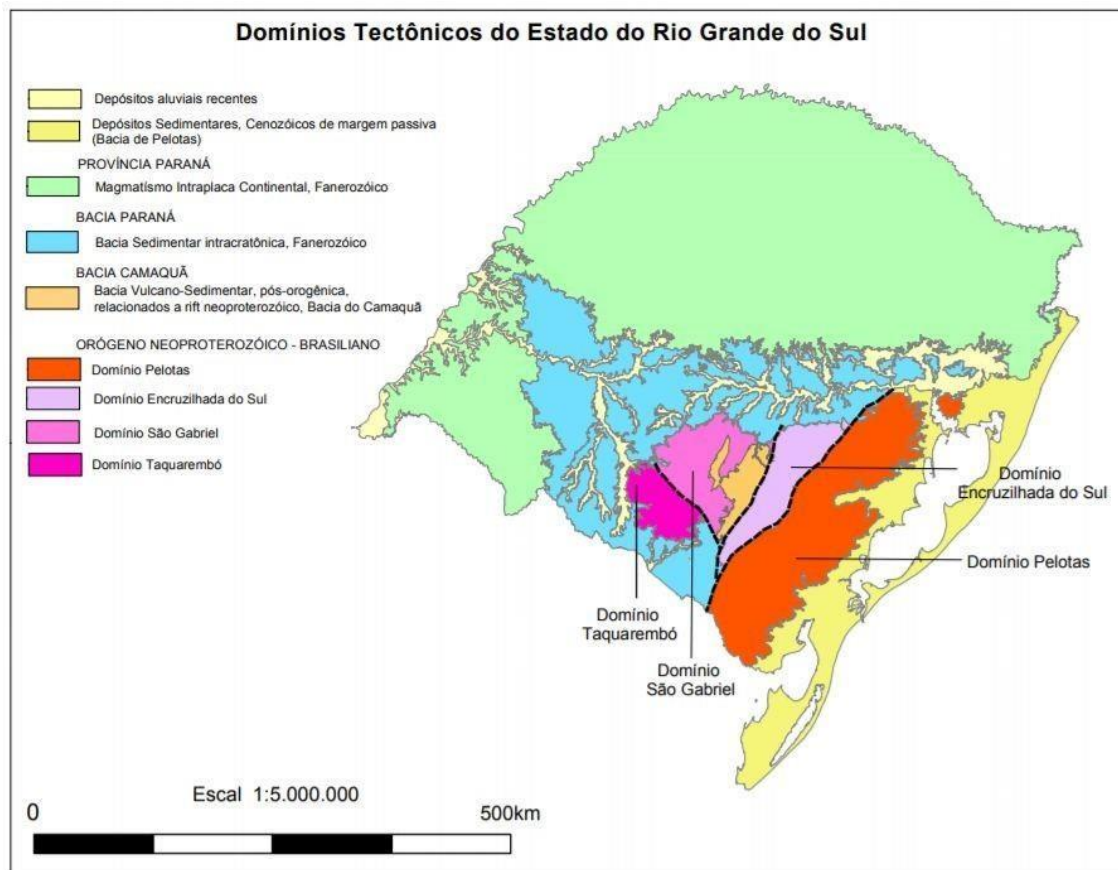 Domínios Tectônicos do Estado do Rio Grande do Sul
Depósitos aluviais recentes
Depósitos Sedimentares, Cenozóicos de margem passiva
(Bacia de Pelotas)
PROVÍNCIA PARANÁ
Magmatísmo Intraplaca Continental, Fanerozóico
BACIA PARANÁ
Bacia Sedimentar intracratônica, Fanerozóico
BACIA CAMAQUÃ
Bacia Vulcano-Sedimentar, pós-orogênica,
relacionados a rift neoproterozóico, Bacia do Camaquã
ORÓGENO NEOPROTEROZÓICO - BRASILIANO
Domínio Pelotas
Domínio Encruzilhada do Sul
Domínio São Gabriel
Domínio Taquarembó
Domínio
Encruzilhada do Sul
Domínio Pelotas
Domínio
Taquarembó
Domínio
São Gabriel
Escal 1:5.000.000
0 500km